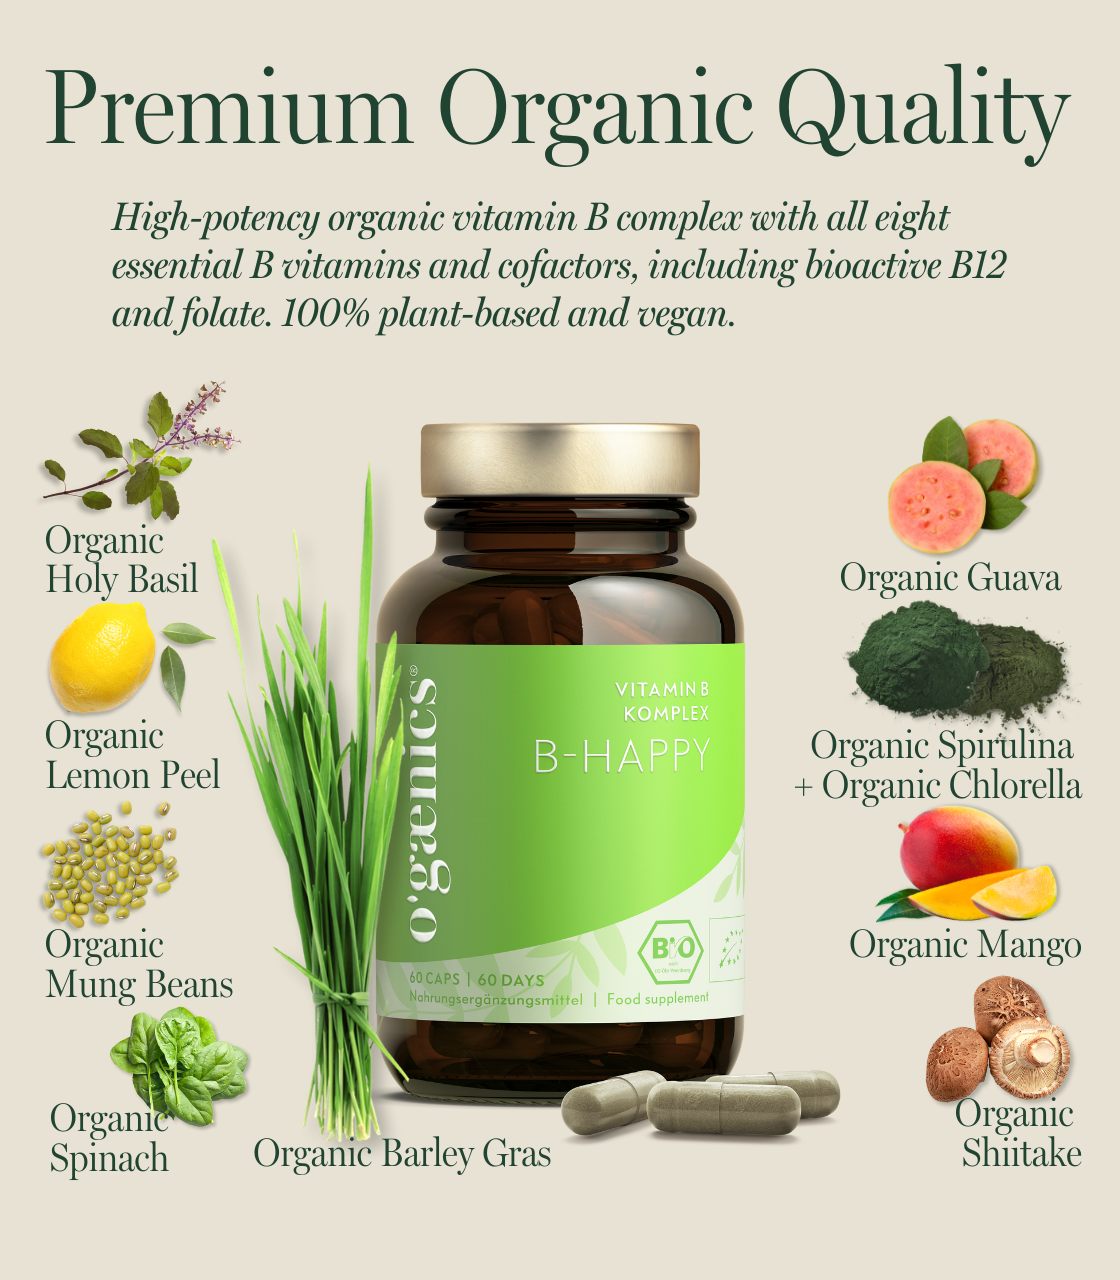 Premium Organic Quality
High-potency organic vitamin B complex with all eight
essential B vitamins and cofactors, including bioactive B12
and folate. 100% plant-based and vegan.
Organic
Holy Basil
Organic
Lemon Peel
Organic
Mung Beans
Organic
Spinach
Organic Barley Gras
o'gænics®
VITAMIN B
KOMPLEX
B-HAPPY
BIO
60 CAPS | 60 DAYS
Nahrungsergänzungsmittel | Food supplement
Organic Guava
Organic Spirulina
+ Organic Chlorella
Organic Mango
Organic
Shiitake